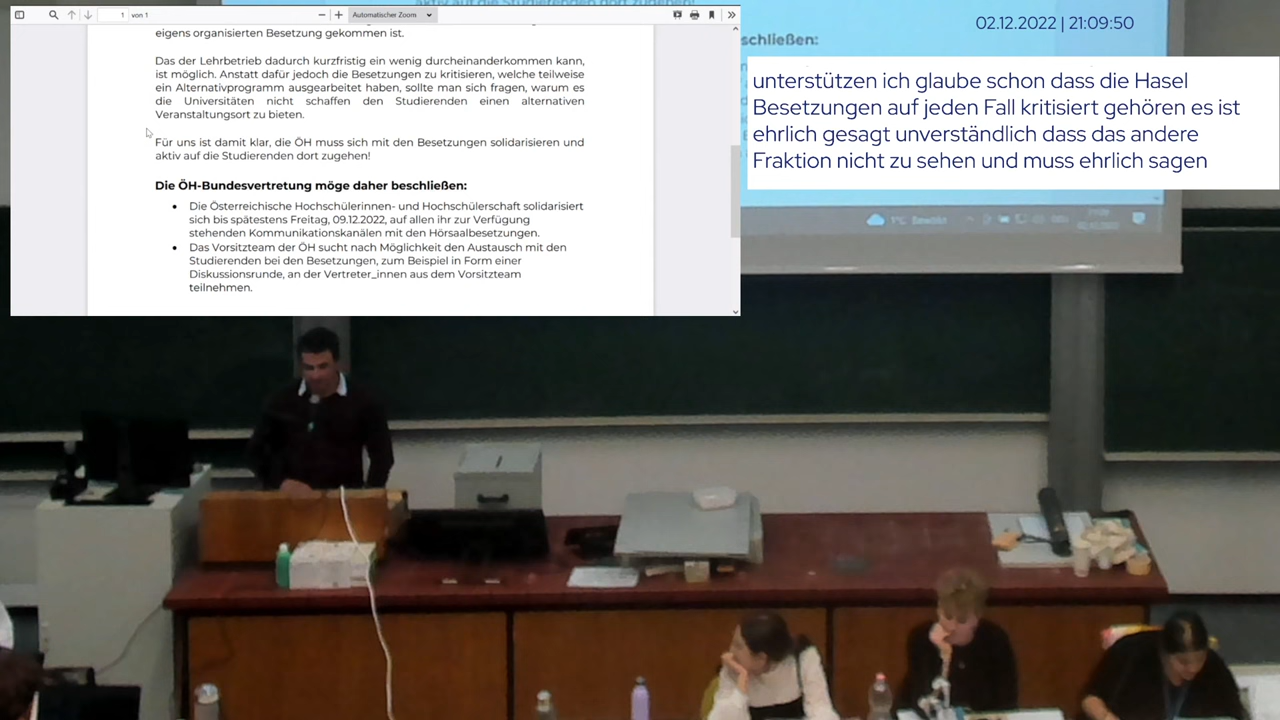 1 von 1
Automatischer Zoom
eigens organisierten Besetzung gekommen ist.
Das der Lehrbetrieb dadurch kurzfristig ein wenig durcheinanderkommen kann,
ist möglich. Anstatt dafür jedoch die Besetzungen zu kritisieren, welche teilweise
ein Alternativprogramm ausgearbeitet haben, sollte man sich fragen, warum es
die Universitäten nicht schaffen den Studierenden einen alternativen
Veranstaltungsort zu bieten.
Für uns ist damit klar, die ÖH muss sich mit den Besetzungen solidarisieren und
aktiv auf die Studierenden dort zugehen!
Die ÖH-Bundesvertretung möge daher beschließen:
• Die Österreichische Hochschülerinnen- und Hochschülerschaft solidarisiert
sich bis spätestens Freitag, 09.12.2022, auf allen ihr zur Verfügung
stehenden Kommunikationskanälen mit den Hörsaalbesetzungen.
• Das Vorsitzteam der ÖH sucht nach Möglichkeit den Austausch mit den
Studierenden bei den Besetzungen, zum Beispiel in Form einer
Diskussionsrunde, an der Vertreter_innen aus dem Vorsitzteam
teilnehmen.
02.12.2022 | 21:09:50
schließen:
unterstützen ich glaube schon dass die Hasel
Besetzungen auf jeden Fall kritisiert gehören es ist
ehrlich gesagt unverständlich dass das andere
Fraktion nicht zu sehen und muss ehrlich sagen
1°C